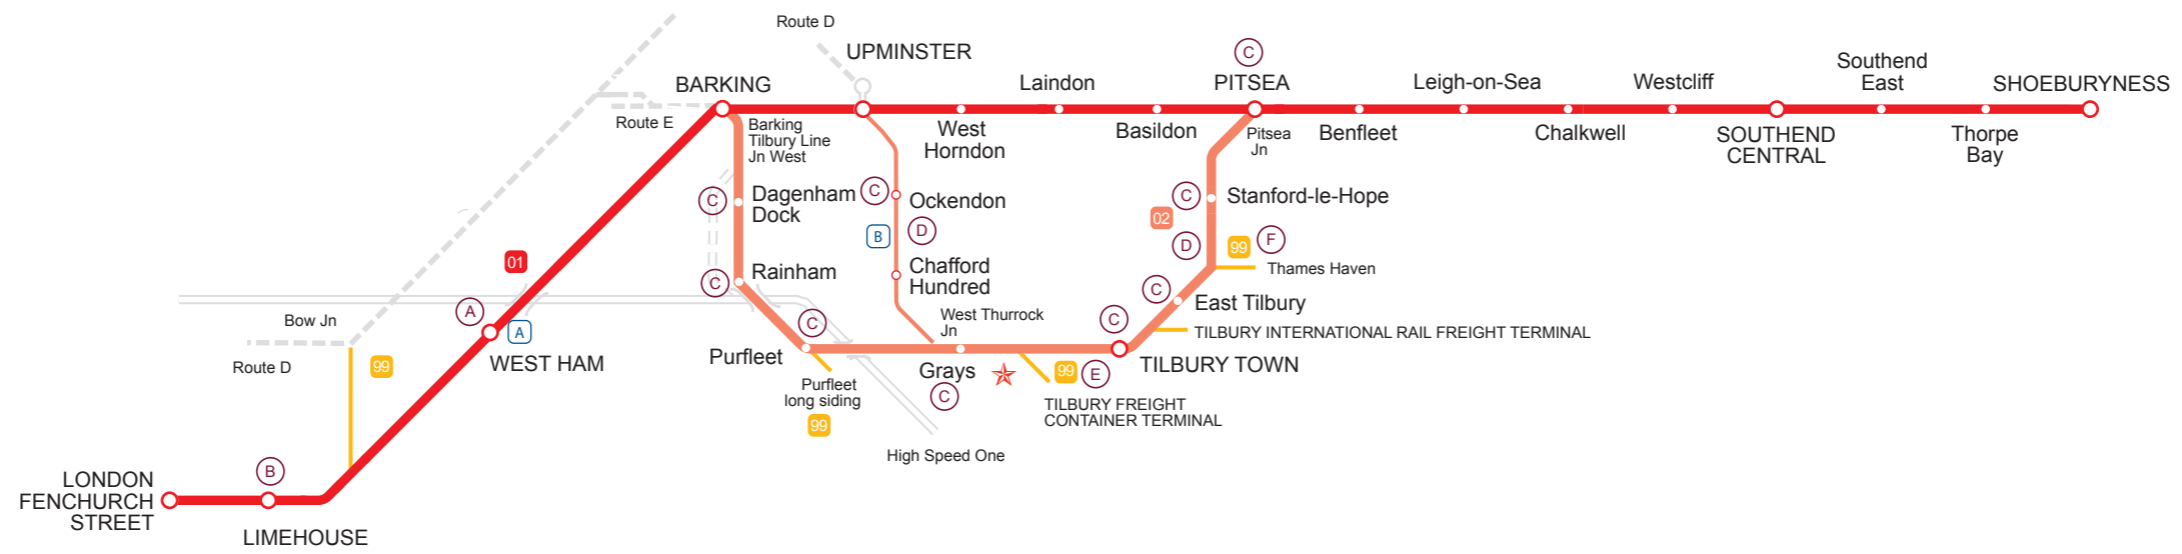 Route D
UPMINSTER
C
BARKING
Laindon
PITSEA
Leigh-on-Sea
Westcliff
Southend
East
SHOEBURYNESS
Route E
Barking
Tilbury Line
Jn West
West
Horndon
Basildon
Pitsea
Jn
Benfleet
Chalkwell
SOUTHEND
CENTRAL
Thorpe
Bay
C
Dagenham
Dock
C
Ockendon
C
Stanford-le-Hope
02
B
D
D
99
F
01
C
Rainham
Chafford
Hundred
Thames Haven
C
East Tilbury
A
A
WEST HAM
Bow Jn
Route D
99
C
Purfleet
West Thurrock
Jn
C
TILBURY INTERNATIONAL RAIL FREIGHT TERMINAL
Grays
C
99
E
TILBURY TOWN
Purfleet
long siding
99
TILBURY FREIGHT
CONTAINER TERMINAL
High Speed One
LONDON
FENCHURCH
STREET
B
LIMEHOUSE